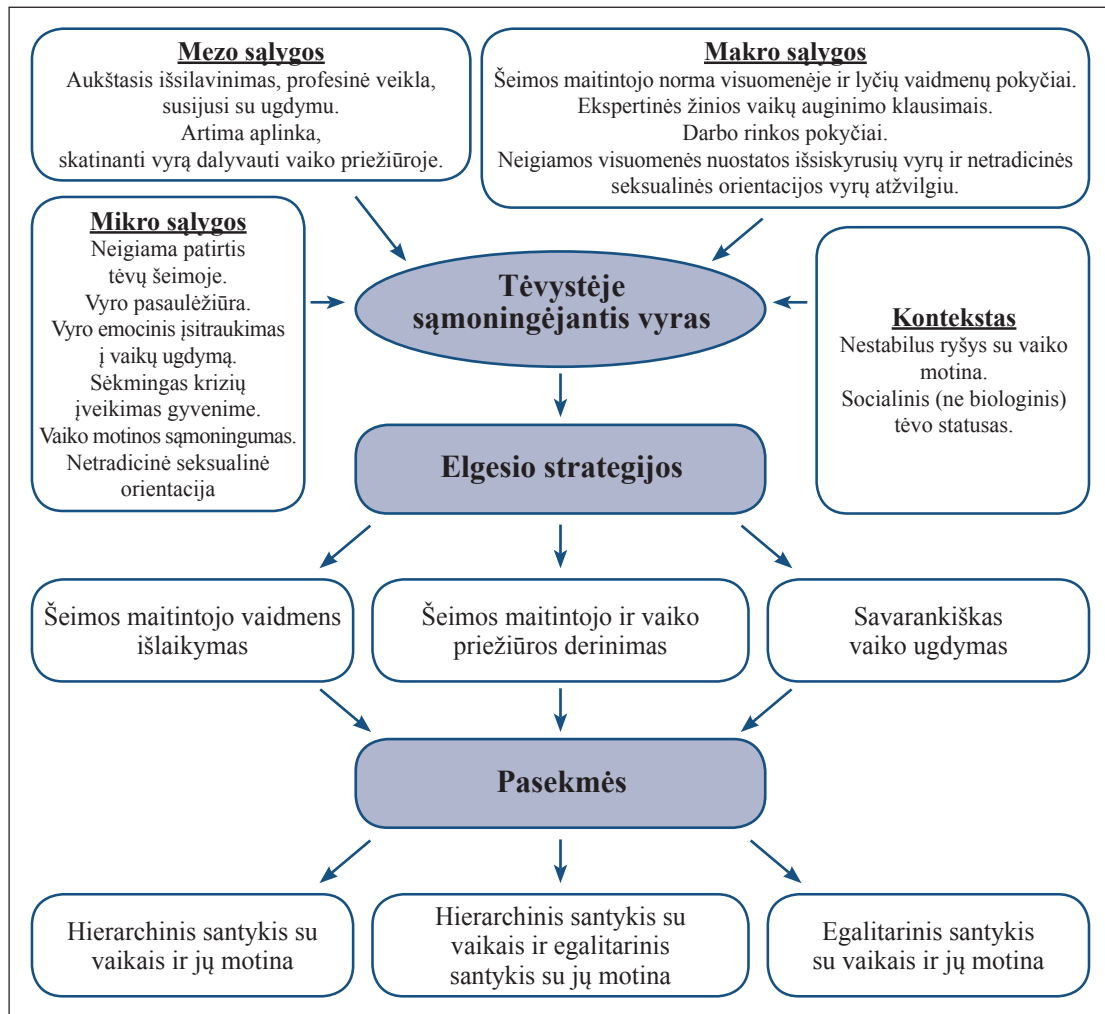 Mezo sąlygos
Aukštasis išsilavinimas, profesinė veikla,
susijusi su ugdymu.
Artima aplinka,
skatinanti vyrą dalyvauti vaiko priežiūroje.
Makro sąlygos
Šeimos maitintojo norma visuomenėje ir lyčių vaidmenų pokyčiai.
Ekspertinės žinios vaikų auginimo klausimais.
Darbo rinkos pokyčiai.
Neigiamos visuomenės nuostatos išsiskyrusių vyrų ir netradicinės
seksualinės orientacijos vyrų atžvilgiu.
Mikro sąlygos
Neigiama patirtis
tėvų šeimoje.
Vyro pasaulėžiūra.
Vyro emocinis įsitraukimas
į vaikų ugdymą.
Sėkmingas krizių
įveikimas gyvenime.
Vaiko motinos sąmoningumas.
Netradicinė seksualinė
orientacija
Tėvystėje
sąmoningėjantis vyras
Kontekstas
Nestabilus ryšys su vaiko
motina.
Socialinis (ne biologinis)
tėvo statusas.
Elgesio strategijos
Šeimos maitintojo vaidmens
išlaikymas
Šeimos maitintojo ir vaiko
priežiūros derinimas
Savarankiškas
vaiko ugdymas
Pasekmės
Hierarchinis santykis su
vaikais ir jų motina
Hierarchinis santykis su
vaikais ir egalitarinis
santykis su jų motina
Egalitarinis santykis
su vaikais ir jų motina